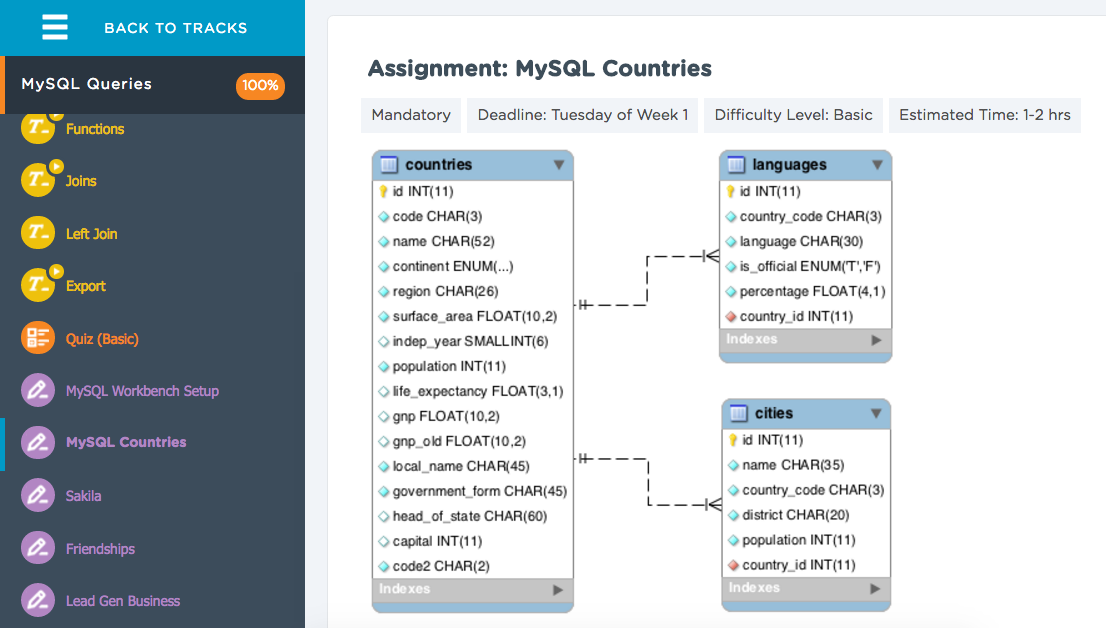 BACK TO TRACKS
MySQL Queries
100%
T_ Functions
T_ Joins
T_ Left Join
T_ Export
Quiz (Basic)
MySQL Workbench Setup
MySQL Countries
Sakila
Friendships
Lead Gen Business
Assignment: MySQL Countries
Mandatory
Deadline: Tuesday of Week 1
Difficulty Level: Basic
Estimated Time: 1-2 hrs
countries
id INT(11)
code CHAR(3)
name CHAR(52)
continent ENUM(...)
region CHAR(26)
surface_area FLOAT(10,2)
indep_year SMALLINT(6)
population INT(11)
life_expectancy FLOAT(3,1)
gnp FLOAT(10,2)
gnp_old FLOAT(10,2)
local_name CHAR(45)
government_form CHAR(45)
head_of_state CHAR(60)
capital INT(11)
code2 CHAR(2)
Indexes
languages
id INT(11)
country_code CHAR(3)
language CHAR(30)
is_official ENUM('T','F')
percentage FLOAT(4,1)
country_id INT(11)
Indexes
cities
id INT(11)
name CHAR(35)
country_code CHAR(3)
district CHAR(20)
population INT(11)
country_id INT(11)
Indexes